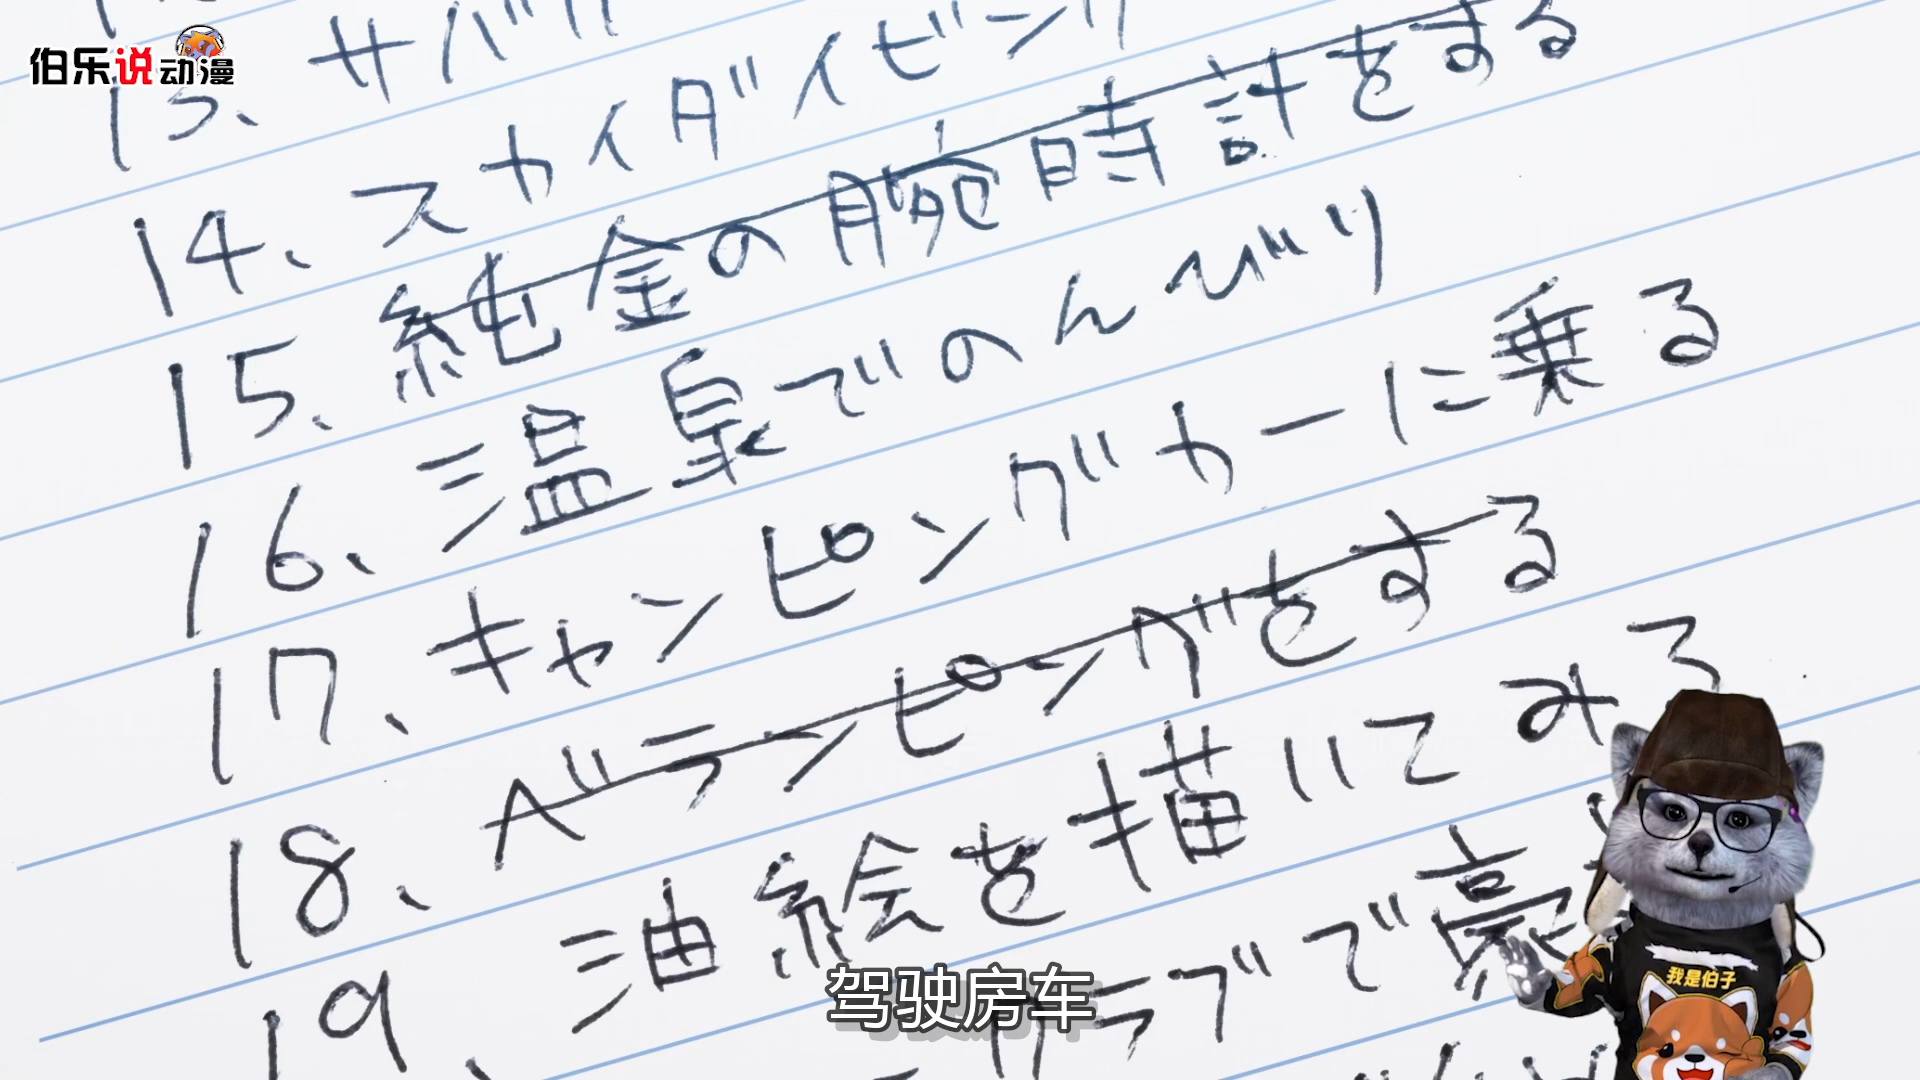 伯乐说动漫
13、サバ
14、スカイダイビング
15、純金の腕時計をする
16、温泉でのんびり
17、キャンピングカーに乗る
18、ベランピングをする
19、油絵を描いてみる
クラブで豪
驾驶房车
我是伯子